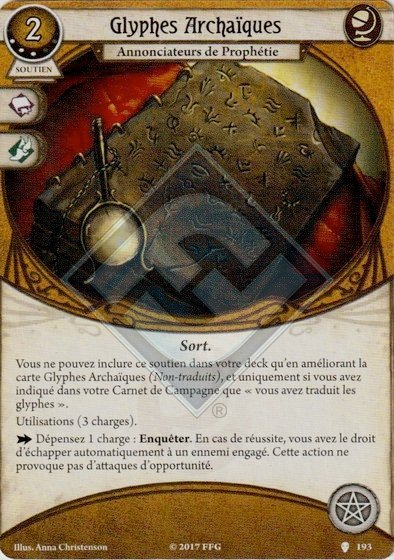 2
Glyphes Archaïques
Annonciateurs de Prophétie
SOUTIEN
Sort.
Vous ne pouvez inclure ce soutien dans votre deck qu'en améliorant la
carte Glyphes Archaïques (Non-traduits), et uniquement si vous avez
indiqué dans votre Carnet de Campagne que « vous avez traduit les
glyphes ».
Utilisations (3 charges).
Dépensez 1 charge : Enquêter. En cas de réussite, vous avez le droit
d'échapper automatiquement à un ennemi engagé. Cette action ne
provoque pas d'attaques d'opportunité.
Illus. Anna Christenson © 2017 FFG 193
®